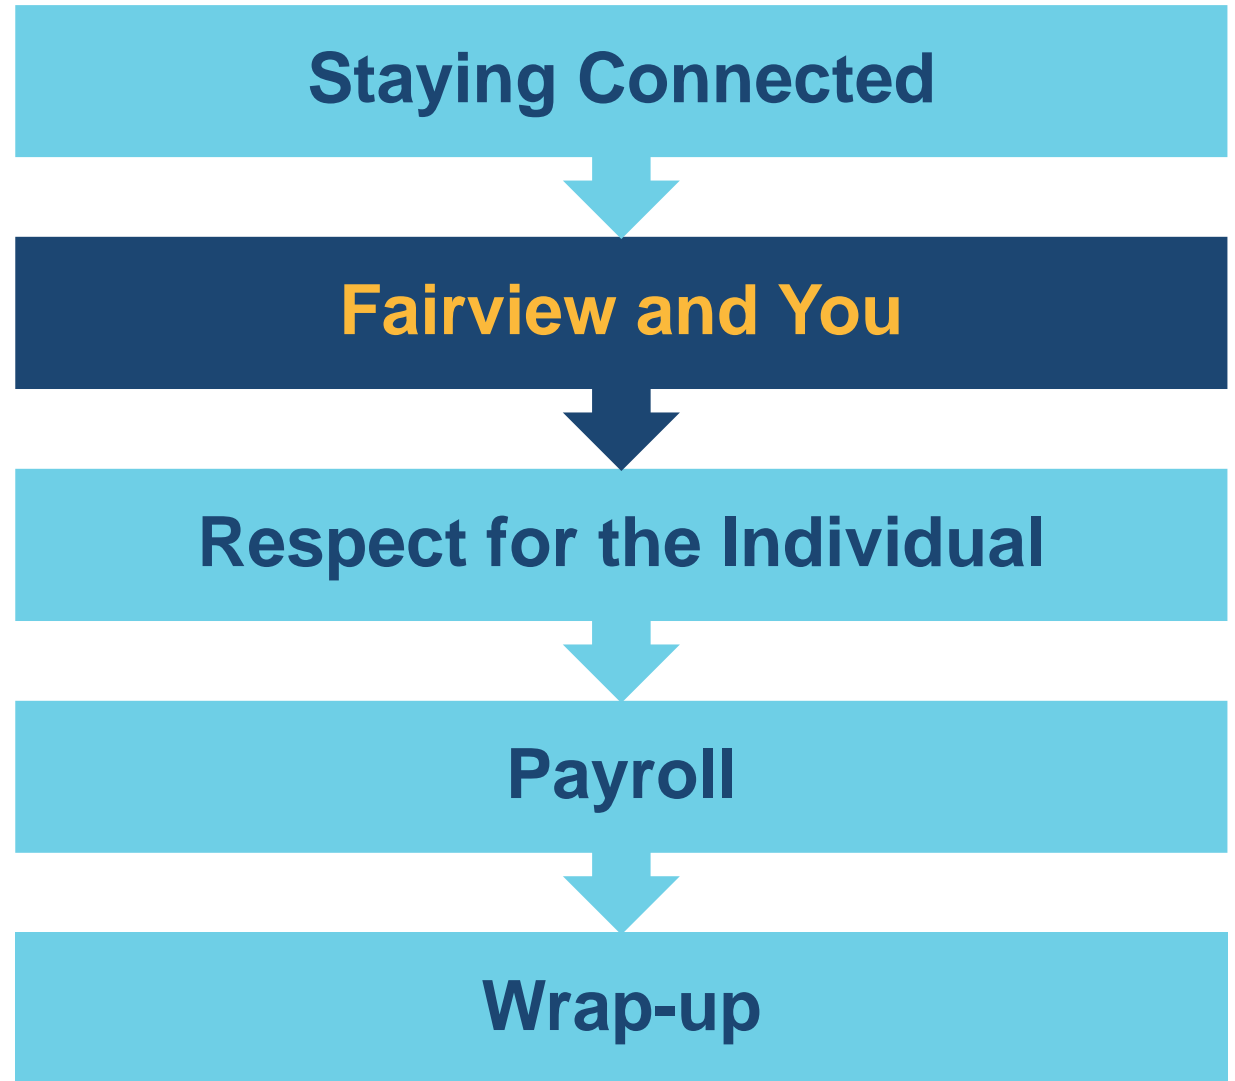 Staying Connected
Fairview and You
Respect for the Individual
Payroll
Wrap-up